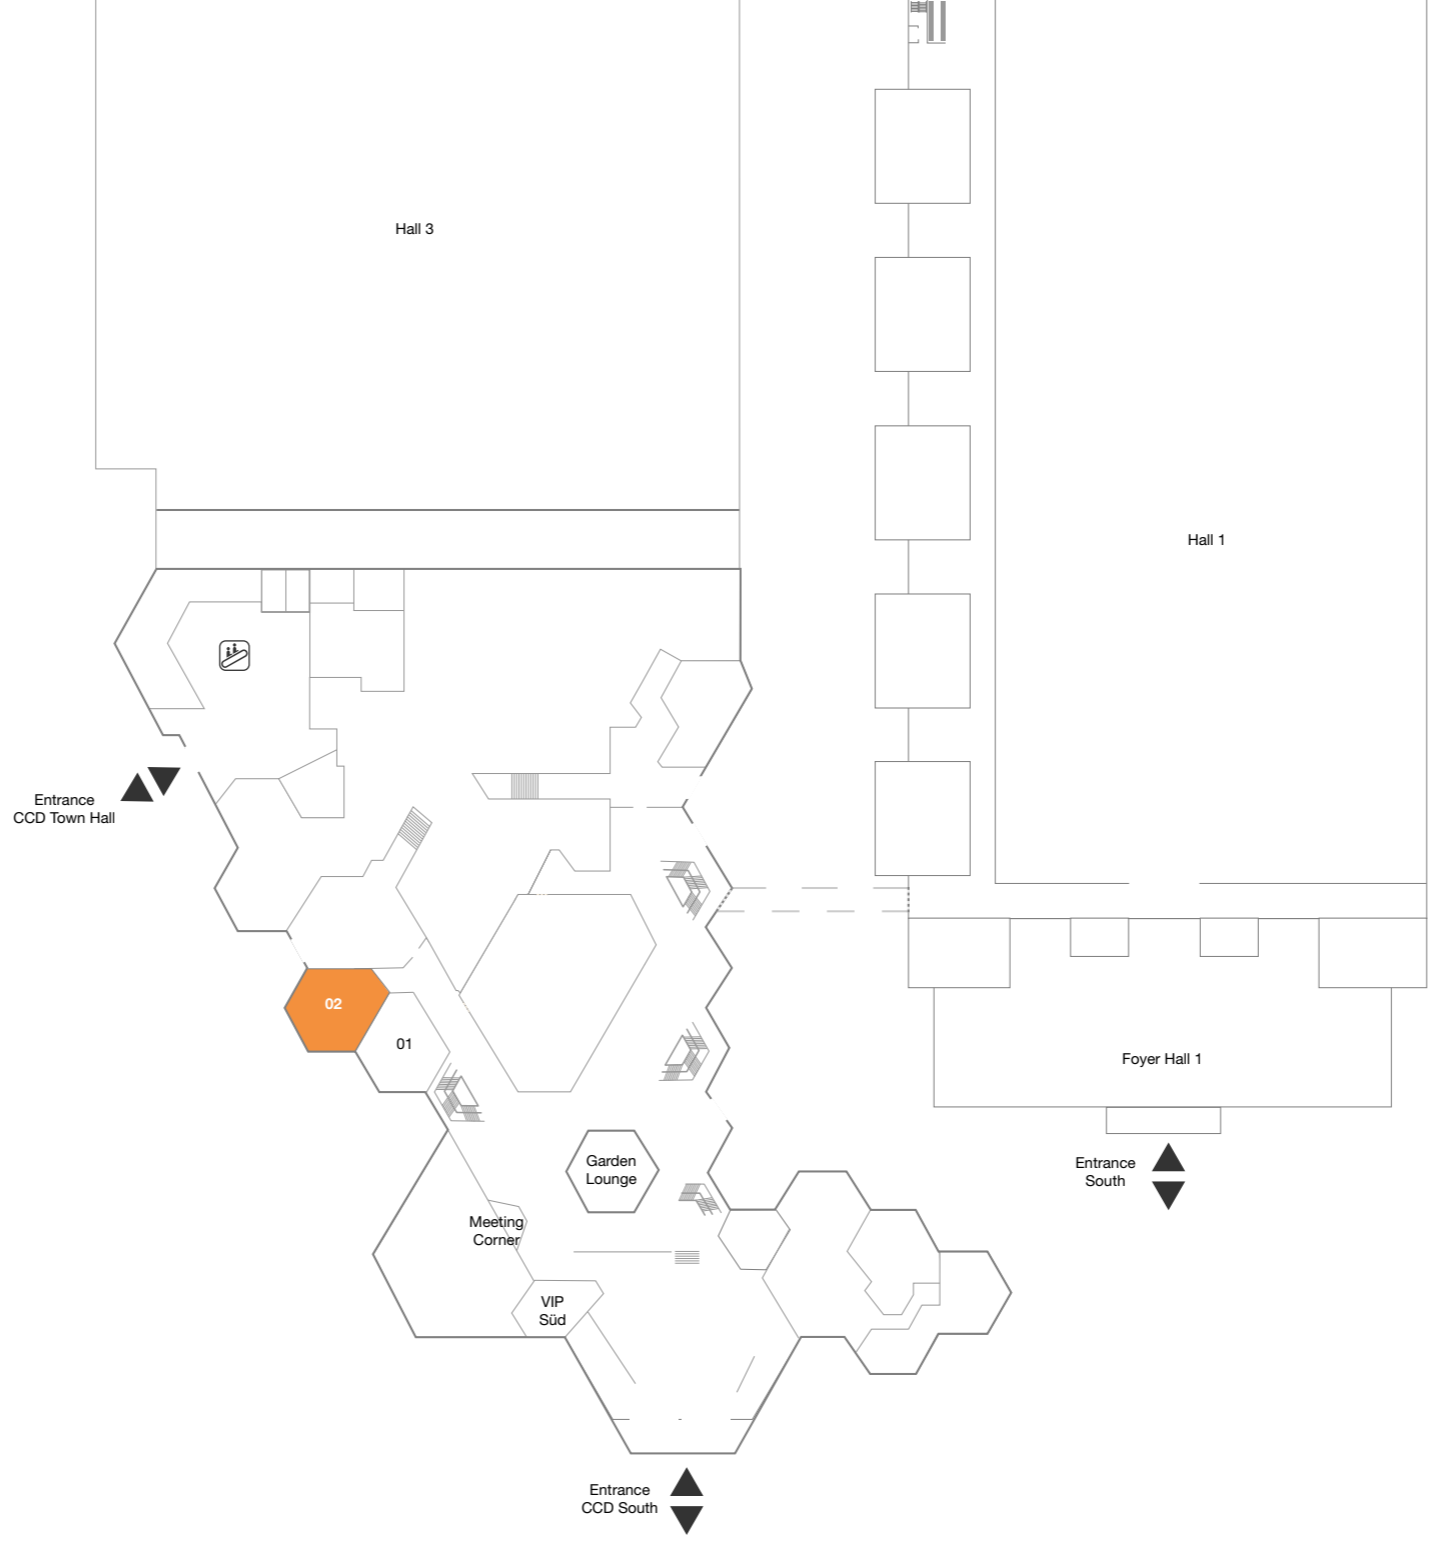 Hall 3
Hall 1
Entrance
CCD Town Hall
02
01
Foyer Hall 1
Garden
Lounge
Entrance
South
Meeting
Corner
VIP
Süd
Entrance
CCD South